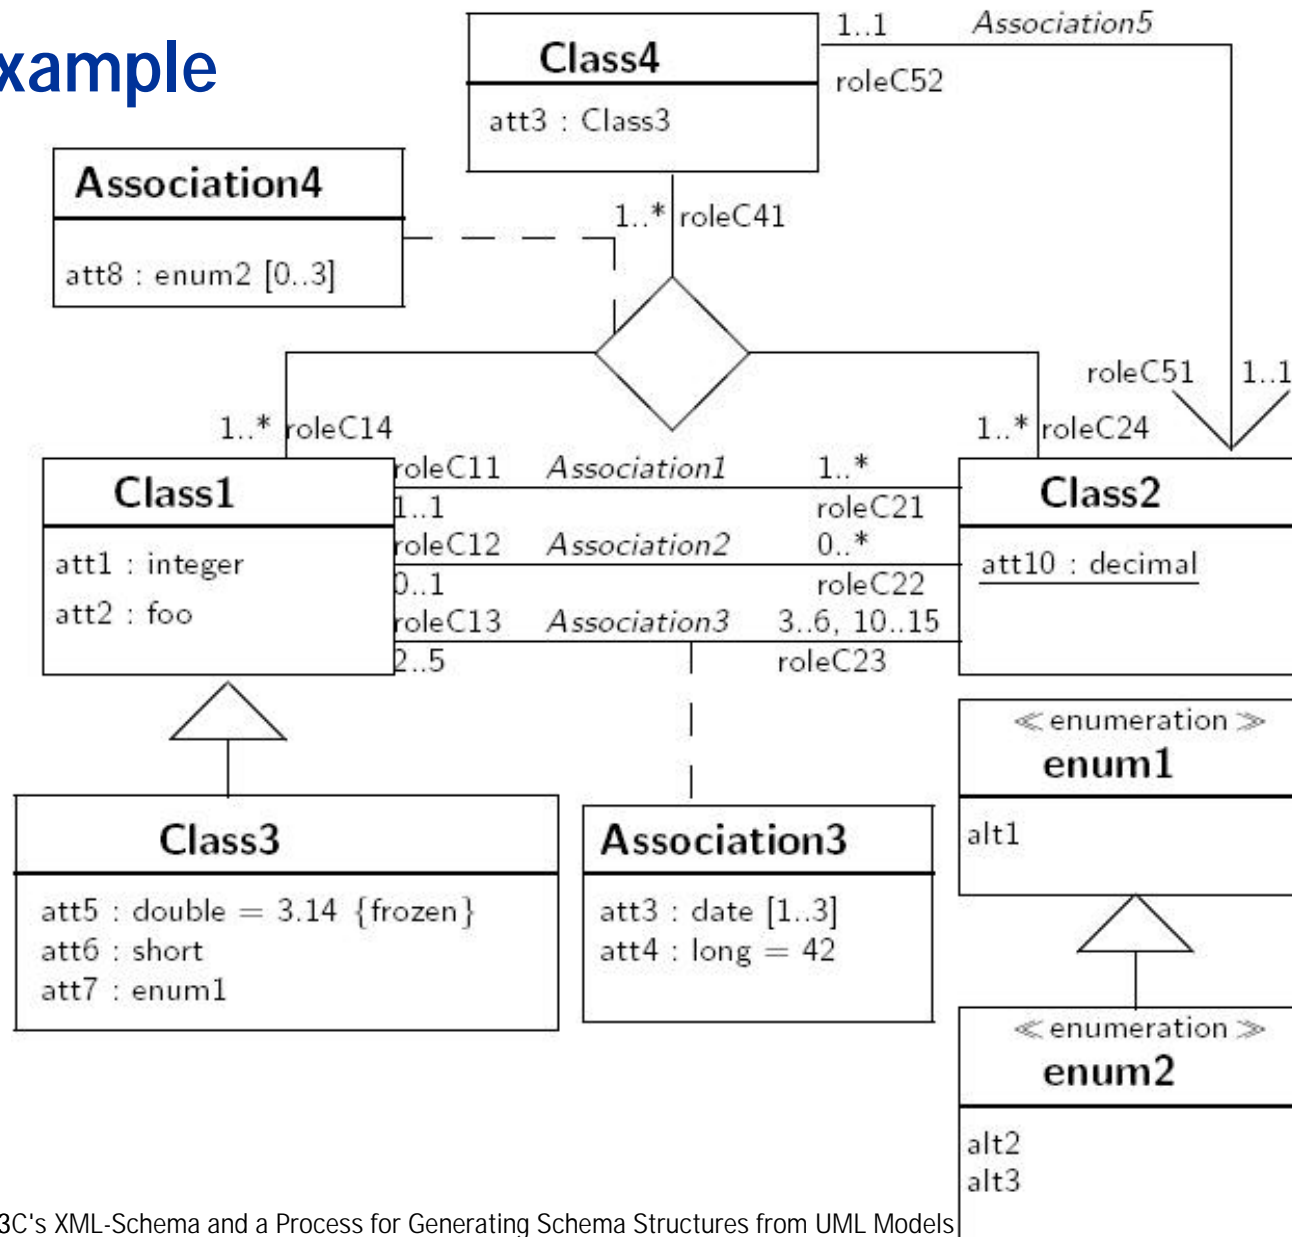 xample
Class4
att3 : Class3
1..1
Association5
roleC52
Association4
att8 : enum2 [0..3]
1..*
roleC41
roleC51
1..1
1..*
roleC14
1..*
roleC24
Class1
att1 : integer
att2 : foo
roleC11
Association1
1..*
1..1
roleC21
roleC12
Association2
0..*
0..1
roleC22
roleC13
Association3
3..6, 10..15
2..5
roleC23
Class2
att10 : decimal
≪enumeration≫
enum1
alt1
Class3
att5 : double = 3.14 {frozen}
att6 : short
att7 : enum1
Association3
att3 : date [1..3]
att4 : long = 42
≪enumeration≫
enum2
alt2
alt3
3C's XML-Schema and a Process for Generating Schema Structures from UML Models